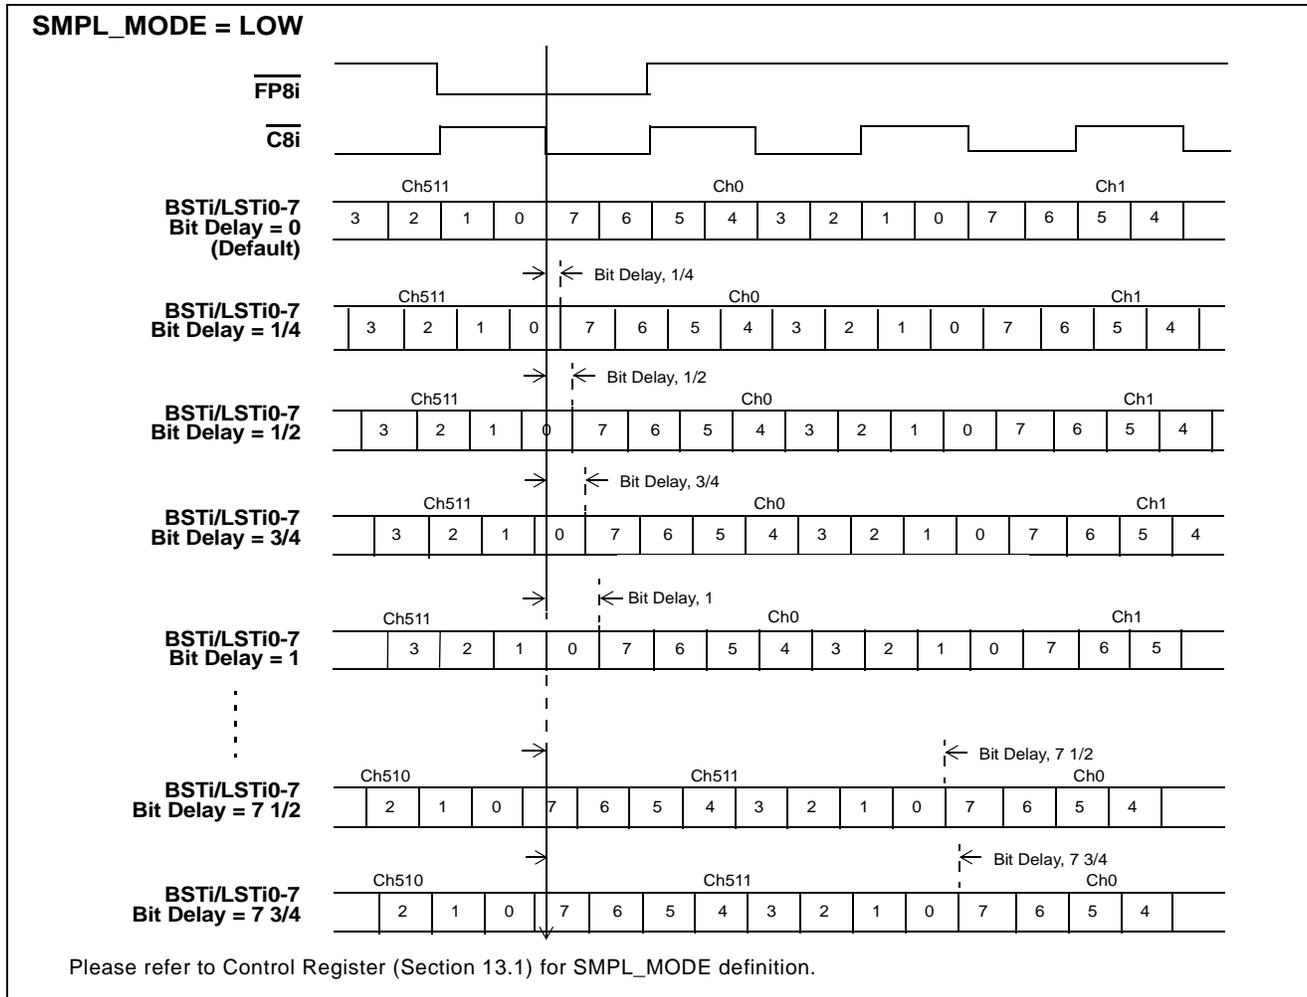 SMPL_MODE = LOW
FP8i
C8i
Ch511 Ch0 Ch1
BSTi/LSTi0-7
Bit Delay = 0
(Default)
3 2 1 0 7 6 5 4 3 2 1 0 7 6 5 4
Bit Delay, 1/4
Ch511 Ch0 Ch1
BSTi/LSTi0-7
Bit Delay = 1/4
3 2 1 0 7 6 5 4 3 2 1 0 7 6 5 4
Bit Delay, 1/2
Ch511 Ch0 Ch1
BSTi/LSTi0-7
Bit Delay = 1/2
3 2 1 0 7 6 5 4 3 2 1 0 7 6 5 4
Bit Delay, 3/4
Ch511 Ch0 Ch1
BSTi/LSTi0-7
Bit Delay = 3/4
3 2 1 0 7 6 5 4 3 2 1 0 7 6 5 4
Bit Delay, 1
Ch511 Ch0 Ch1
BSTi/LSTi0-7
Bit Delay = 1
3 2 1 0 7 6 5 4 3 2 1 0 7 6 5
Bit Delay, 7 1/2
Ch510 Ch511 Ch0
BSTi/LSTi0-7
Bit Delay = 7 1/2
2 1 0 7 6 5 4 3 2 1 0 7 6 5 4
Bit Delay, 7 3/4
Ch510 Ch511 Ch0
BSTi/LSTi0-7
Bit Delay = 7 3/4
2 1 0 7 6 5 4 3 2 1 0 7 6 5 4
Please refer to Control Register (Section 13.1) for SMPL_MODE definition.